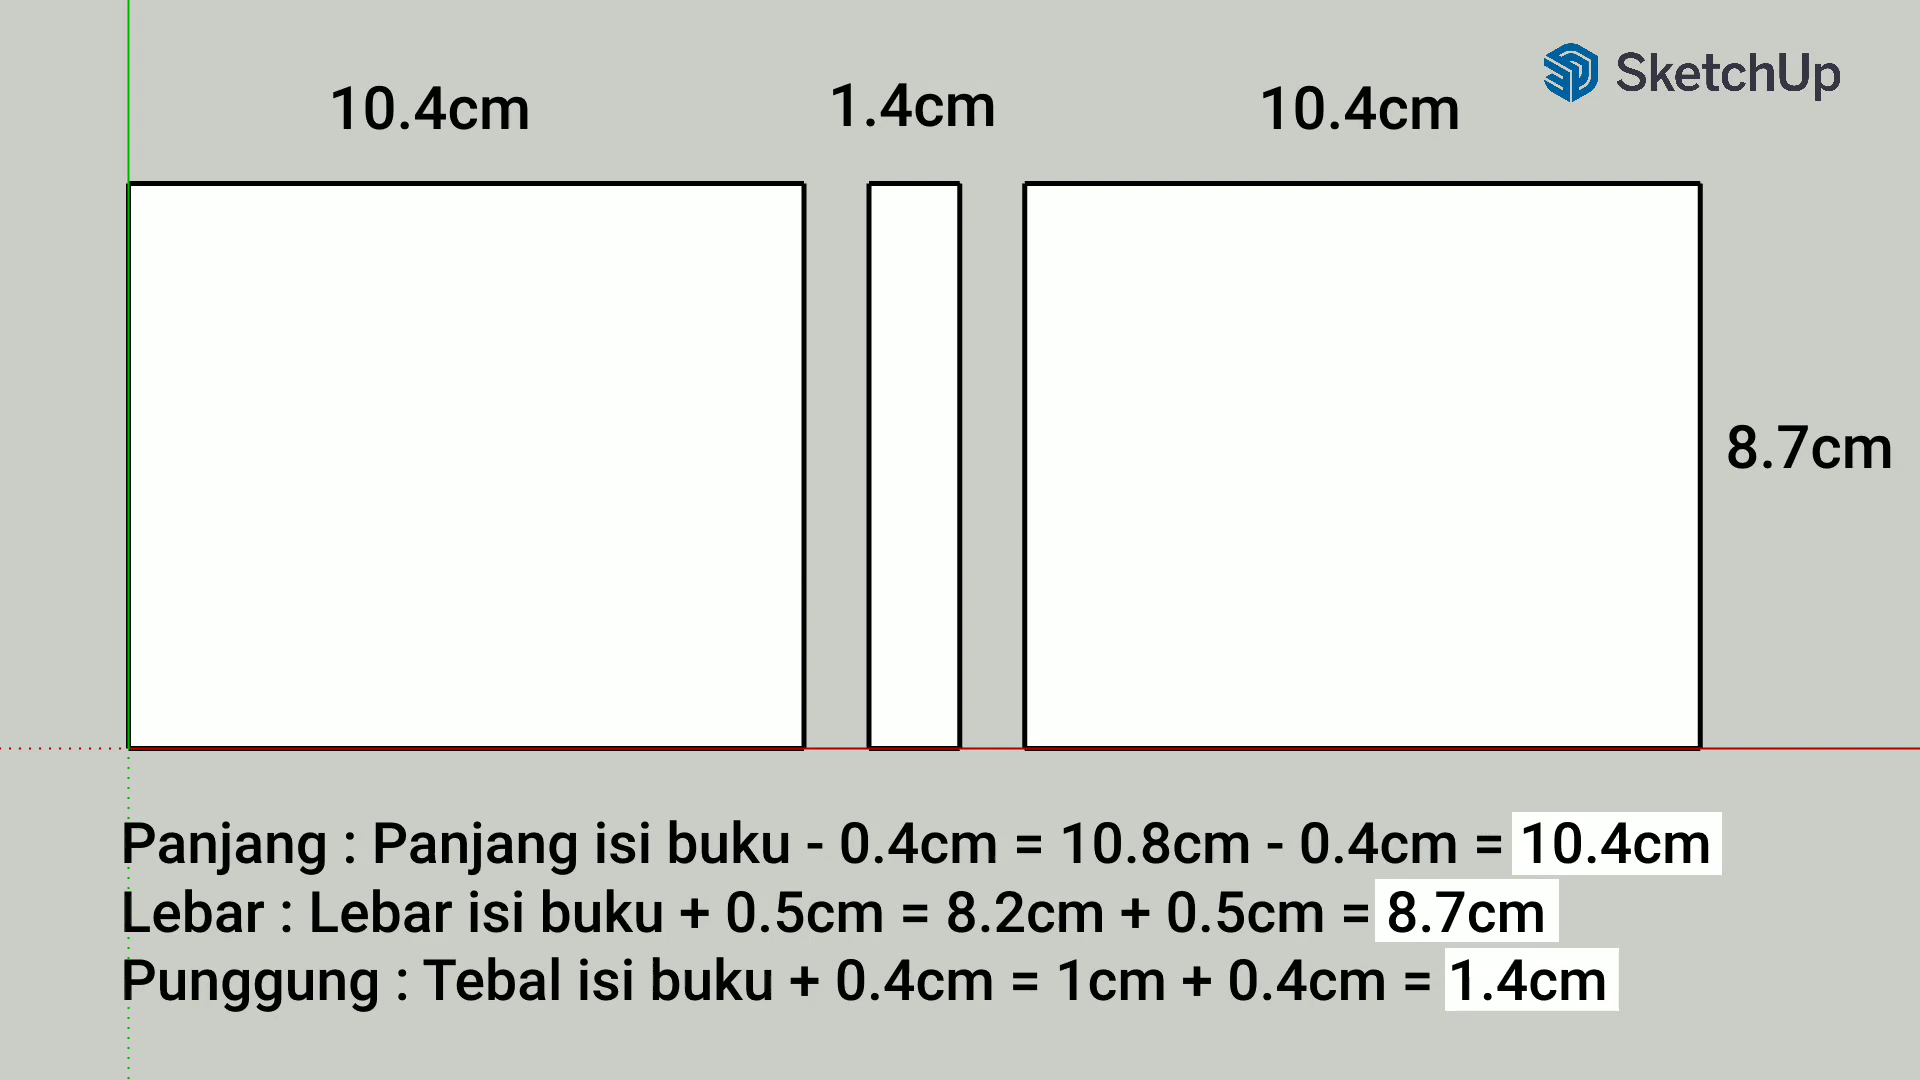 SketchUp
10.4cm
1.4cm
10.4cm
8.7cm
Panjang : Panjang isi buku - 0.4cm = 10.8cm - 0.4cm = 10.4cm
Lebar : Lebar isi buku + 0.5cm = 8.2cm + 0.5cm = 8.7cm
Punggung : Tebal isi buku + 0.4cm = 1cm + 0.4cm = 1.4cm